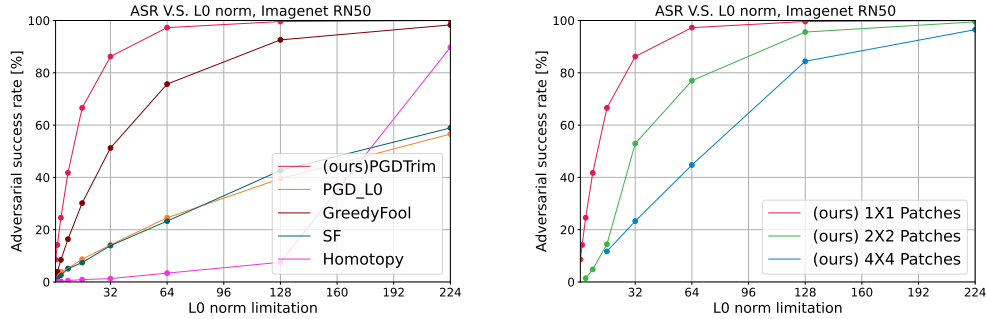 ASR V.S. L0 norm, Imagenet RN50
Adversarial success rate [%]
100
80
60
40
20
0
32
64
96
128
160
192
224
L0 norm limitation
(ours)PGDTrim
PGD_L0
GreedyFool
SF
Homotopy
ASR V.S. L0 norm, Imagenet RN50
Adversarial success rate [%]
100
80
60
40
20
0
32
64
96
128
160
192
224
L0 norm limitation
(ours) 1X1 Patches
(ours) 2X2 Patches
(ours) 4X4 Patches